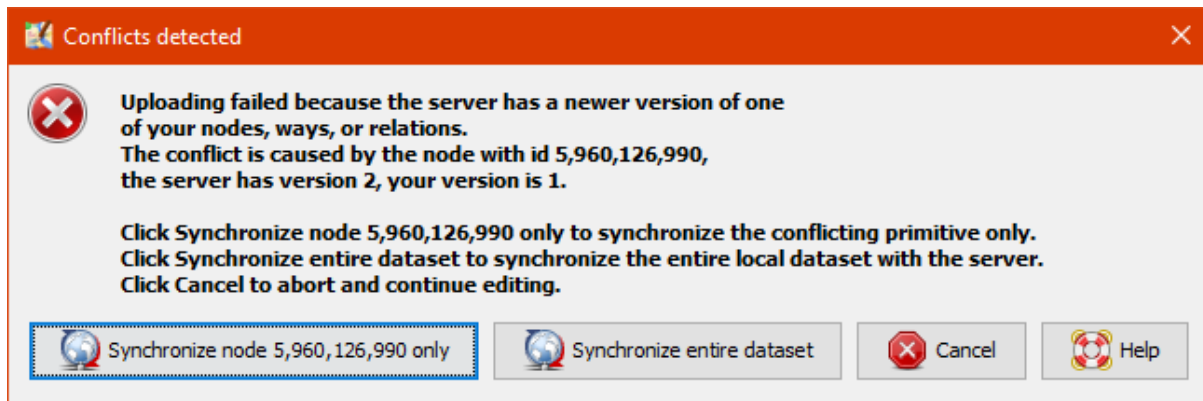 Conflicts detected
Uploading failed because the server has a newer version of one
of your nodes, ways, or relations.
The conflict is caused by the node with id 5,960,126,990,
the server has version 2, your version is 1.
Click Synchronize node 5,960,126,990 only to synchronize the conflicting primitive only.
Click Synchronize entire dataset to synchronize the entire local dataset with the server.
Click Cancel to abort and continue editing.
Synchronize node 5,960,126,990 only
Synchronize entire dataset
Cancel
Help